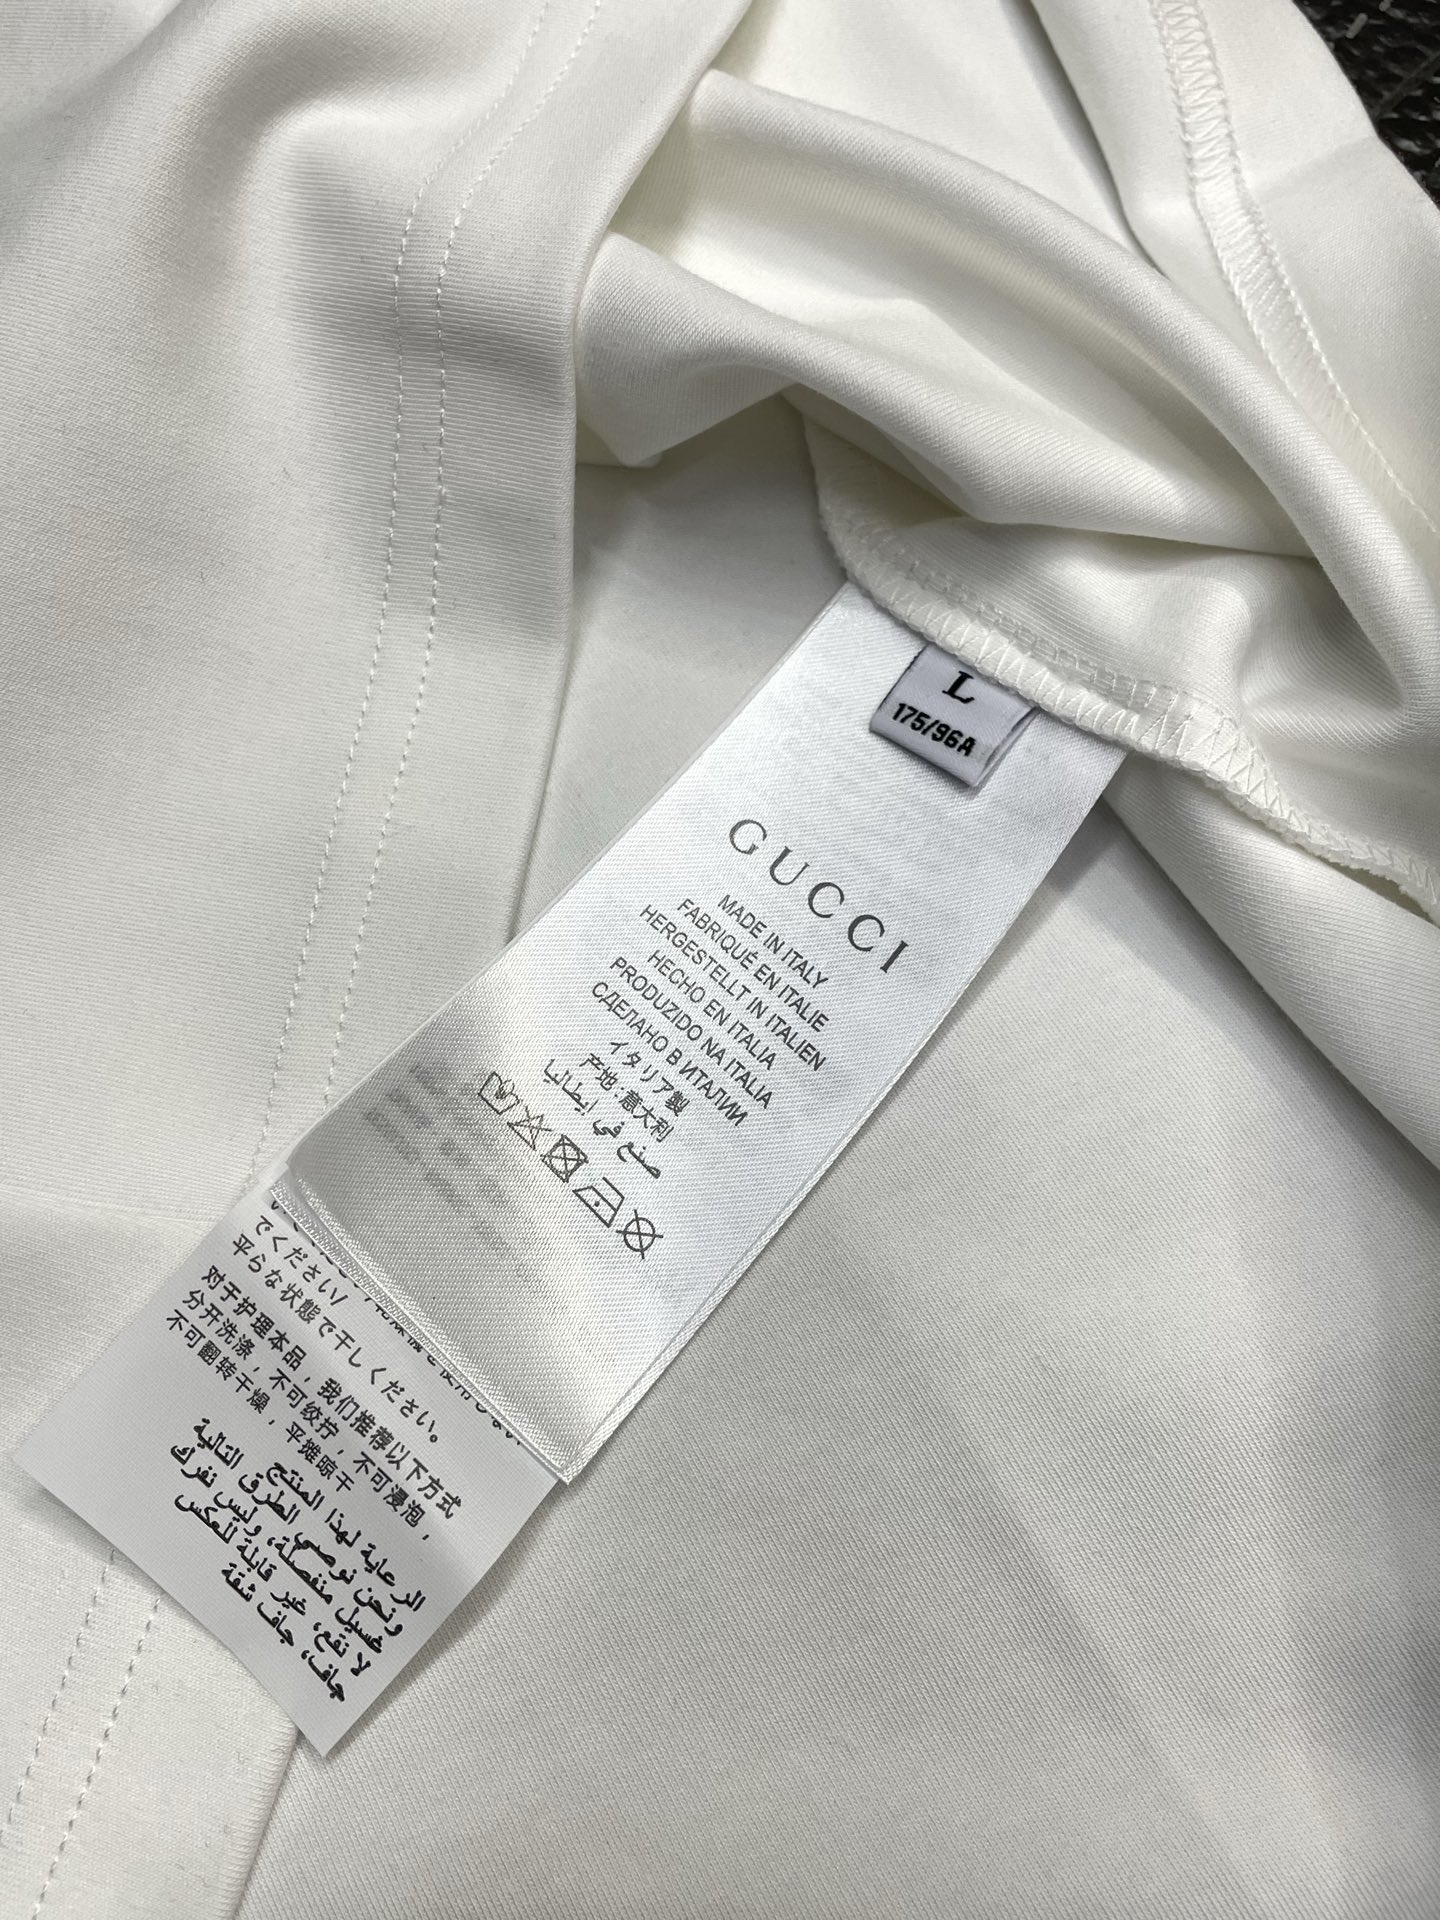 L
175/96A
GUCCI
MADE IN ITALY
FABRIQUÉ EN ITALIE
HERGESTELLT IN ITALIEN
HECHO EN ITALIA
PRODUZIDO NA ITALIA
СДЕЛАНО В ИТАЛИИ
イタリア製
产地:意大利
صنع في إيطاليا
でください
平らな状態で干しください。
对于护理本品，我们推荐以下方式
分开洗涤，不可绞拧，不可浸泡，
不可翻转干燥，平摊晾干
الرعاية لهذا المنتج
ونحن نوصي الطرق التالية
غسيل منفصلة، وليس نفرك
لا نقع، غير قابلة للعكس
جاف، جاف شقة